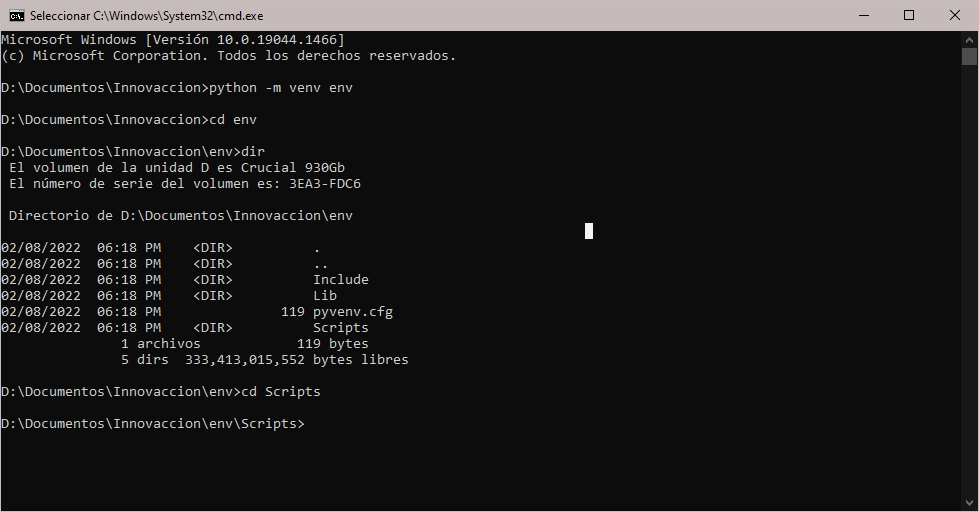 Seleccionar C:\Windows\System32\cmd.exe
Microsoft Windows [Versión 10.0.19044.1466]
(c) Microsoft Corporation. Todos los derechos reservados.
D:\Documentos\Innovaccion>python -m venv env
D:\Documentos\Innovaccion>cd env
D:\Documentos\Innovaccion\env>dir
El volumen de la unidad D es Crucial 930Gb
El número de serie del volumen es: 3EA3-FDC6
Directorio de D:\Documentos\Innovaccion\env
02/08/2022  06:18 PM    <DIR>          .
02/08/2022  06:18 PM    <DIR>          ..
02/08/2022  06:18 PM    <DIR>          Include
02/08/2022  06:18 PM    <DIR>          Lib
02/08/2022  06:18 PM               119 pyvenv.cfg
02/08/2022  06:18 PM    <DIR>          Scripts
1 archivos            119 bytes
5 dirs  333,413,015,552 bytes libres
D:\Documentos\Innovaccion\env>cd Scripts
D:\Documentos\Innovaccion\env\Scripts>